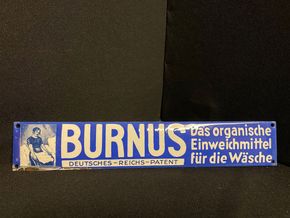 BURNUS
DEUTSCHES-REICHS-PATENT
Das organische
Einweichmittel
für die Wäsche